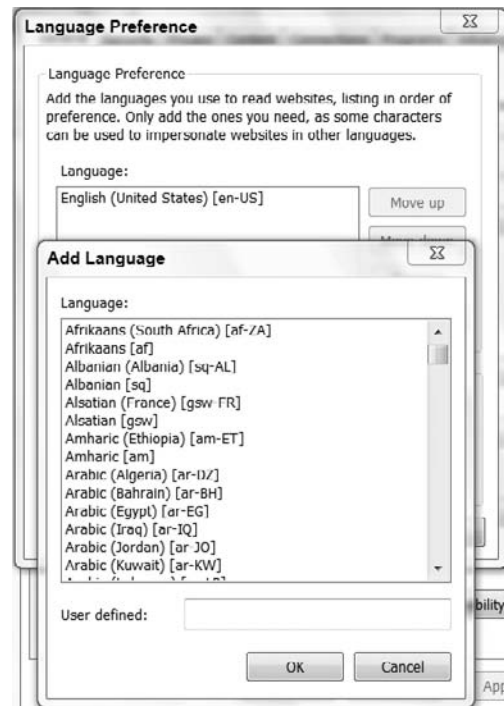 Language Preference
Language Preference
Add the languages you use to read websites, listing in order of
preference. Only add the ones you need, as some characters
can be used to impersonate websites in other languages.
Language:
English (United States) [en-US]
Move up
Add Language
Language:
Afrikaans (South Africa) [af-ZA]
Afrikaans [af]
Albanian (Albania) [sq-AL]
Albanian [sq]
Alsatian (France) [gsw-FR]
Alsatian [gsw]
Amharic (Ethiopia) [am-ET]
Amharic [am]
Arabic (Algeria) [ar-DZ]
Arabic (Bahrain) [ar-BH]
Arabic (Egypt) [ar-EG]
Arabic (Iraq) [ar-IQ]
Arabic (Jordan) [ar-JO]
Arabic (Kuwait) [ar-KW]
User defined:
bility
OK
Cancel
App